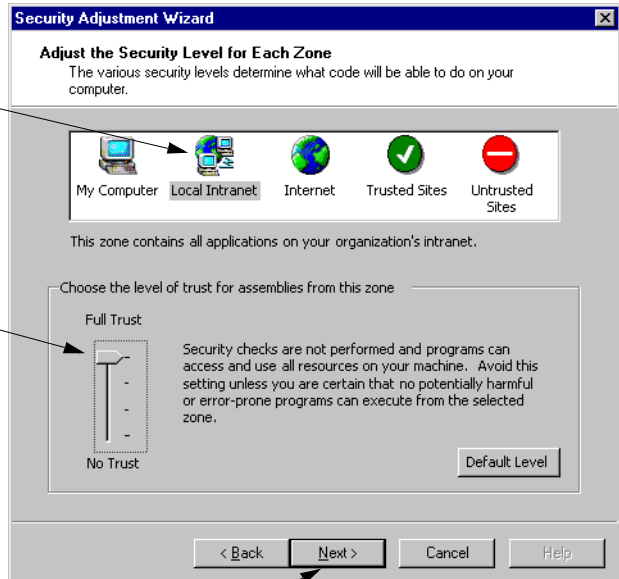 Security Adjustment Wizard
Adjust the Security Level for Each Zone
The various security levels determine what code will be able to do on your
computer.
My Computer
Local Intranet
Internet
Trusted Sites
Untrusted
Sites
This zone contains all applications on your organization's intranet.
Choose the level of trust for assemblies from this zone
Full Trust
Security checks are not performed and programs can
access and use all resources on your machine. Avoid this
setting unless you are certain that no potentially harmful
or error-prone programs can execute from the selected
zone.
No Trust
Default Level
< Back
Next >
Cancel
Help